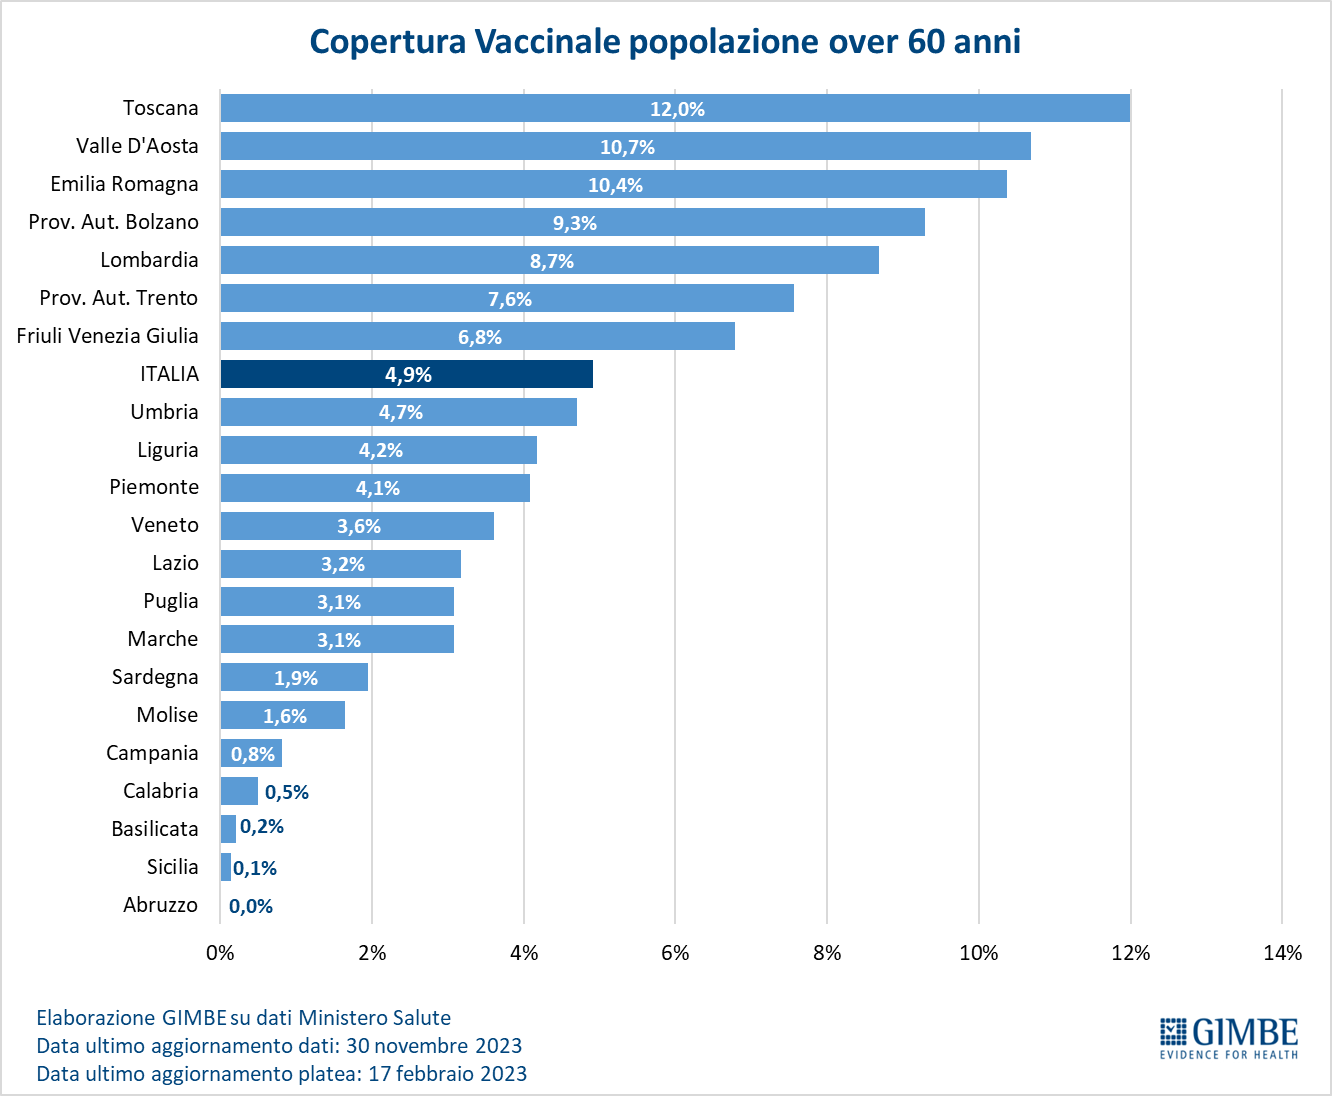 Copertura Vaccinale popolazione over 60 anni
Toscana 12,0%
Valle D'Aosta 10,7%
Emilia Romagna 10,4%
Prov. Aut. Bolzano 9,3%
Lombardia 8,7%
Prov. Aut. Trento 7,6%
Friuli Venezia Giulia 6,8%
ITALIA 4,9%
Umbria 4,7%
Liguria 4,2%
Piemonte 4,1%
Veneto 3,6%
Lazio 3,2%
Puglia 3,1%
Marche 3,1%
Sardegna 1,9%
Molise 1,6%
Campania 0,8%
Calabria 0,5%
Basilicata 0,2%
Sicilia 0,1%
Abruzzo 0,0%
0% 2% 4% 6% 8% 10% 12% 14%
Elaborazione GIMBE su dati Ministero Salute
Data ultimo aggiornamento dati: 30 novembre 2023
Data ultimo aggiornamento platea: 17 febbraio 2023
GIMBE
EVIDENCE FOR HEALTH